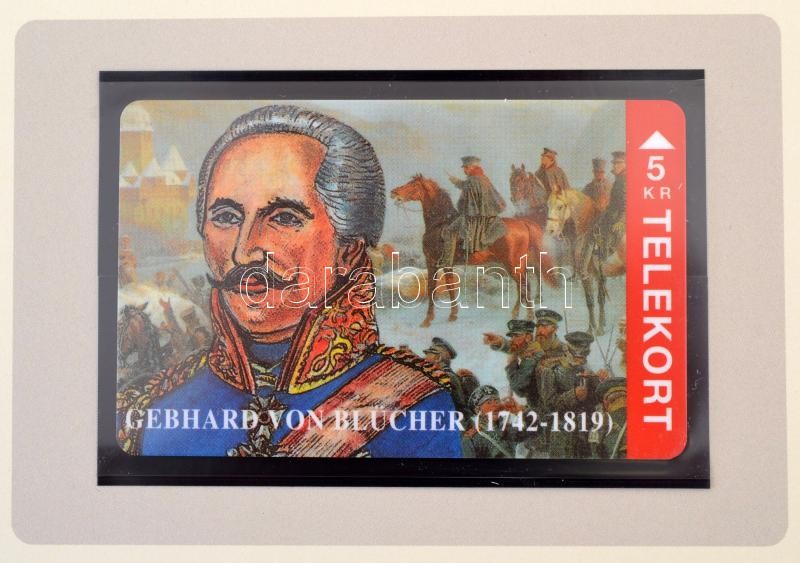 5
KR
TELEKORT
darabanth
GEBHARD VON BLUCHER (1742-1819)